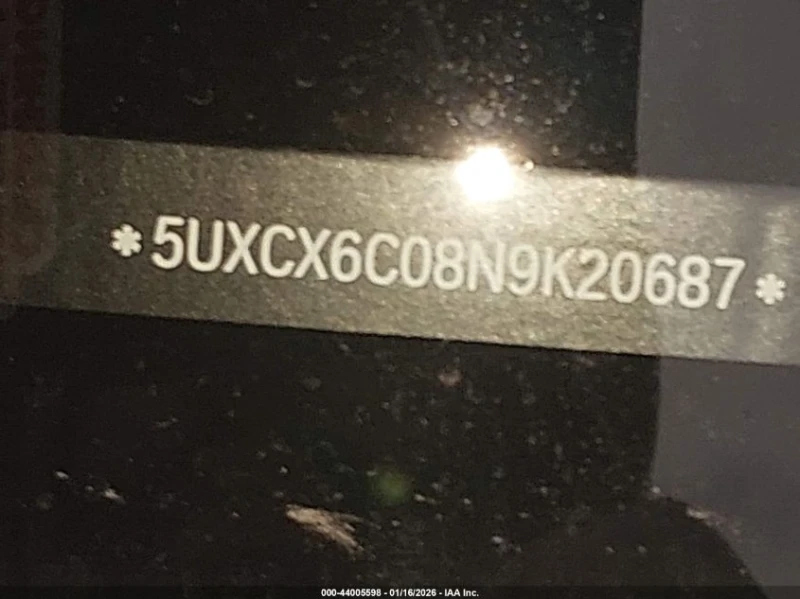 *5UXCX6C08N9K20687*
000-44005598 - 01/16/2026 - IAA Inc.